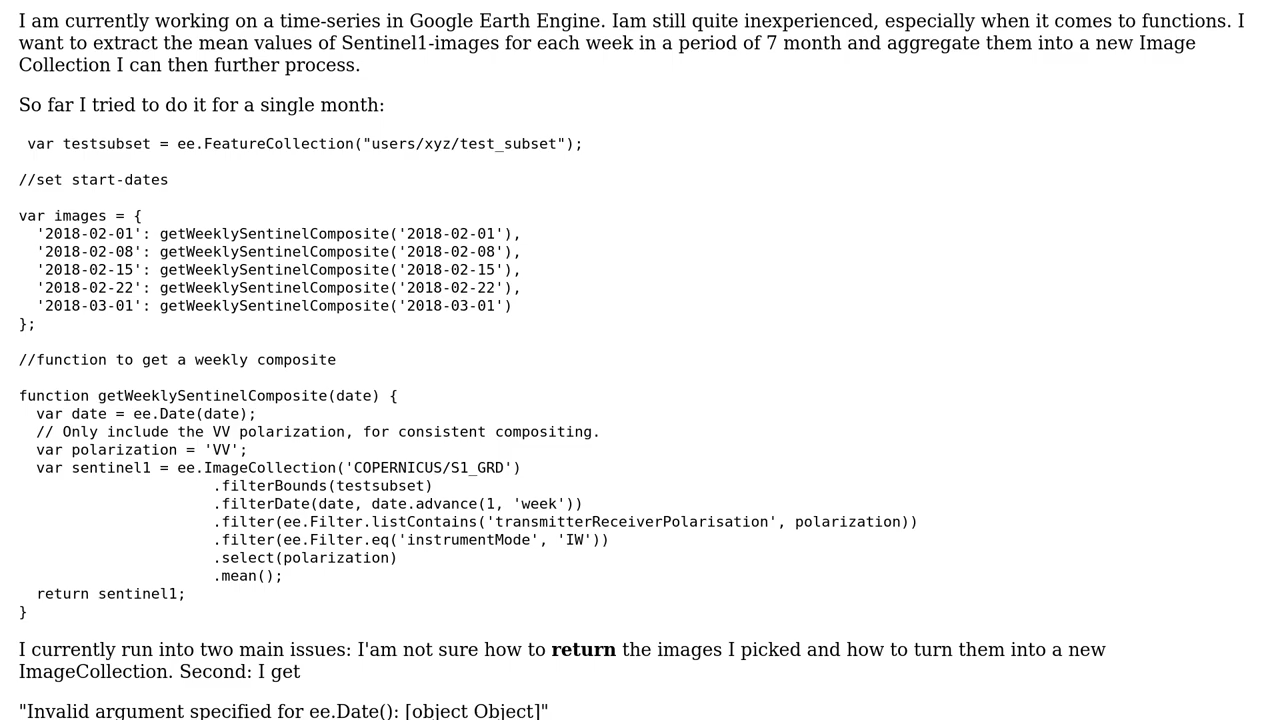 I am currently working on a time-series in Google Earth Engine. Iam still quite inexperienced, especially when it comes to functions. I
want to extract the mean values of Sentinel1-images for each week in a period of 7 month and aggregate them into a new Image
Collection I can then further process.
So far I tried to do it for a single month:
var testsubset = ee.FeatureCollection("users/xyz/test_subset");
//set start-dates
var images = {
  '2018-02-01': getWeeklySentinelComposite('2018-02-01'),
  '2018-02-08': getWeeklySentinelComposite('2018-02-08'),
  '2018-02-15': getWeeklySentinelComposite('2018-02-15'),
  '2018-02-22': getWeeklySentinelComposite('2018-02-22'),
  '2018-03-01': getWeeklySentinelComposite('2018-03-01')
};
//function to get a weekly composite
function getWeeklySentinelComposite(date) {
  var date = ee.Date(date);
  // Only include the VV polarization, for consistent compositing.
  var polarization = 'VV';
  var sentinel1 = ee.ImageCollection('COPERNICUS/S1_GRD')
                      .filterBounds(testsubset)
                      .filterDate(date, date.advance(1, 'week'))
                      .filter(ee.Filter.listContains('transmitterReceiverPolarisation', polarization))
                      .filter(ee.Filter.eq('instrumentMode', 'IW'))
                      .select(polarization)
                      .mean();
  return sentinel1;
}
I currently run into two main issues: I'am not sure how to return the images I picked and how to turn them into a new
ImageCollection. Second: I get
"Invalid argument specified for ee.Date(): [object Object]"